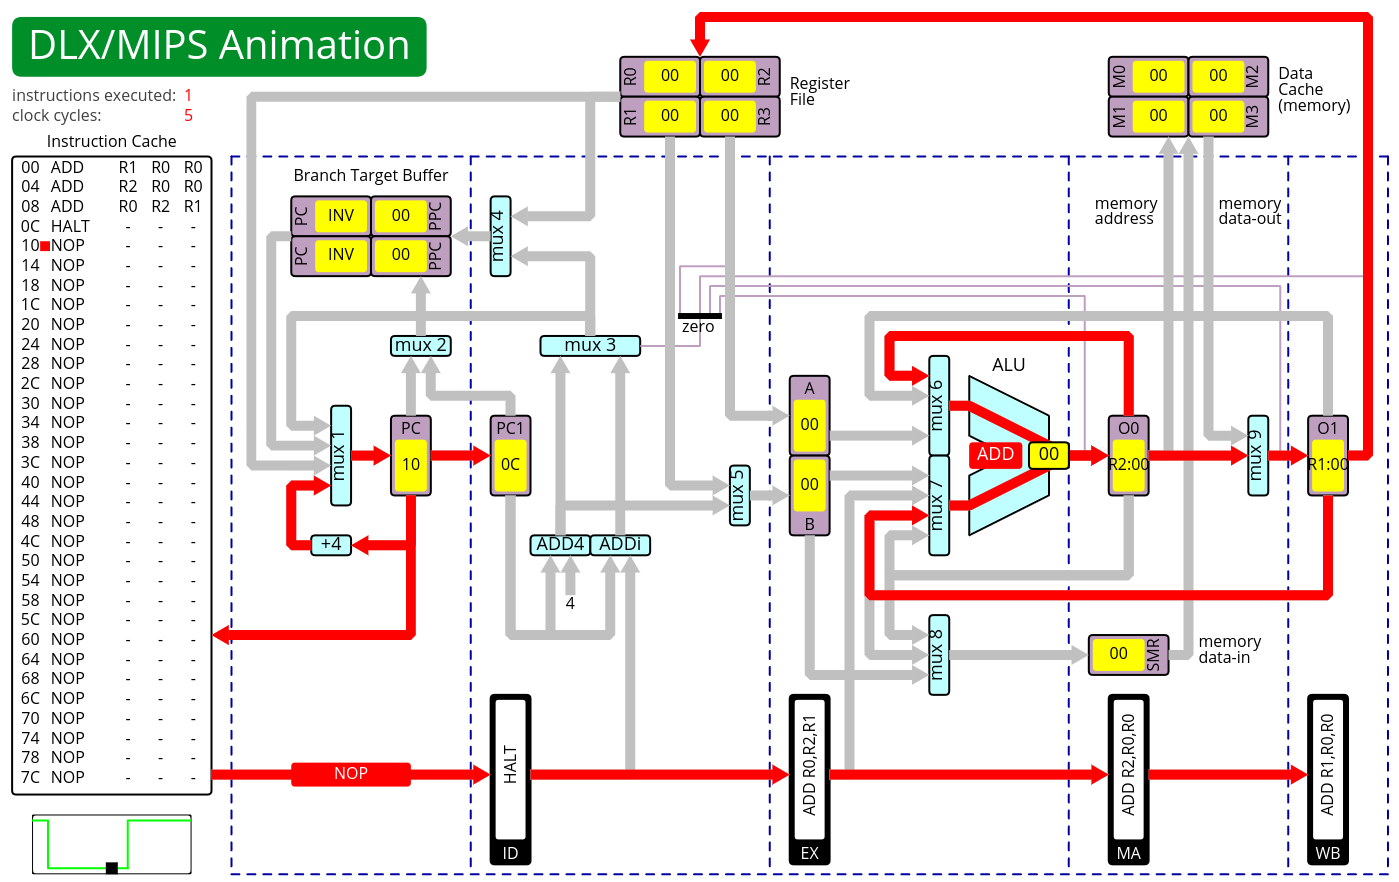 DLX/MIPS Animation
instructions executed: 1
clock cycles: 5
Instruction Cache
00 ADD R1 R0 R0
04 ADD R2 R0 R0
08 ADD R0 R2 R1
0C HALT - - -
10 NOP - - -
14 NOP - - -
18 NOP - - -
1C NOP - - -
20 NOP - - -
24 NOP - - -
28 NOP - - -
2C NOP - - -
30 NOP - - -
34 NOP - - -
38 NOP - - -
3C NOP - - -
40 NOP - - -
44 NOP - - -
48 NOP - - -
4C NOP - - -
50 NOP - - -
54 NOP - - -
58 NOP - - -
5C NOP - - -
60 NOP - - -
64 NOP - - -
68 NOP - - -
6C NOP - - -
70 NOP - - -
74 NOP - - -
78 NOP - - -
7C NOP - - -
R0 00 00 R2
R1 00 00 R3
Register
File
M0 00 00 M2
M1 00 00 M3
Data
Cache
(memory)
Branch Target Buffer
PC INV 00 PPC
PC INV 00 PPC
mux 4
memory
address
memory
data-out
zero
mux 2
mux 3
mux 1
PC
10
PC1
0C
+4
ADD4
ADDi
4
mux 5
A
00
00
B
mux 6
mux 7
ALU
ADD
00
O0
R2:00
mux 9
O1
R1:00
mux 8
00 SMR
memory
data-in
NOP
HALT
ID
ADD R0,R2,R1
EX
ADD R2,R0,R0
MA
ADD R1,R0,R0
WB